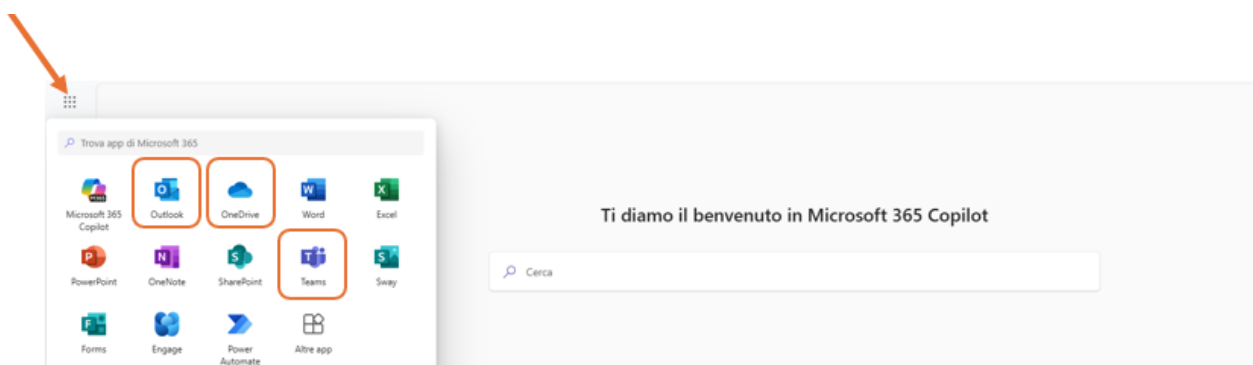 Trova app di Microsoft 365
Microsoft 365 Copilot
Outlook
OneDrive
Word
Excel
PowerPoint
OneNote
SharePoint
Teams
Sway
Forms
Engage
Power Automate
Altre app
Ti diamo il benvenuto in Microsoft 365 Copilot
Cerca